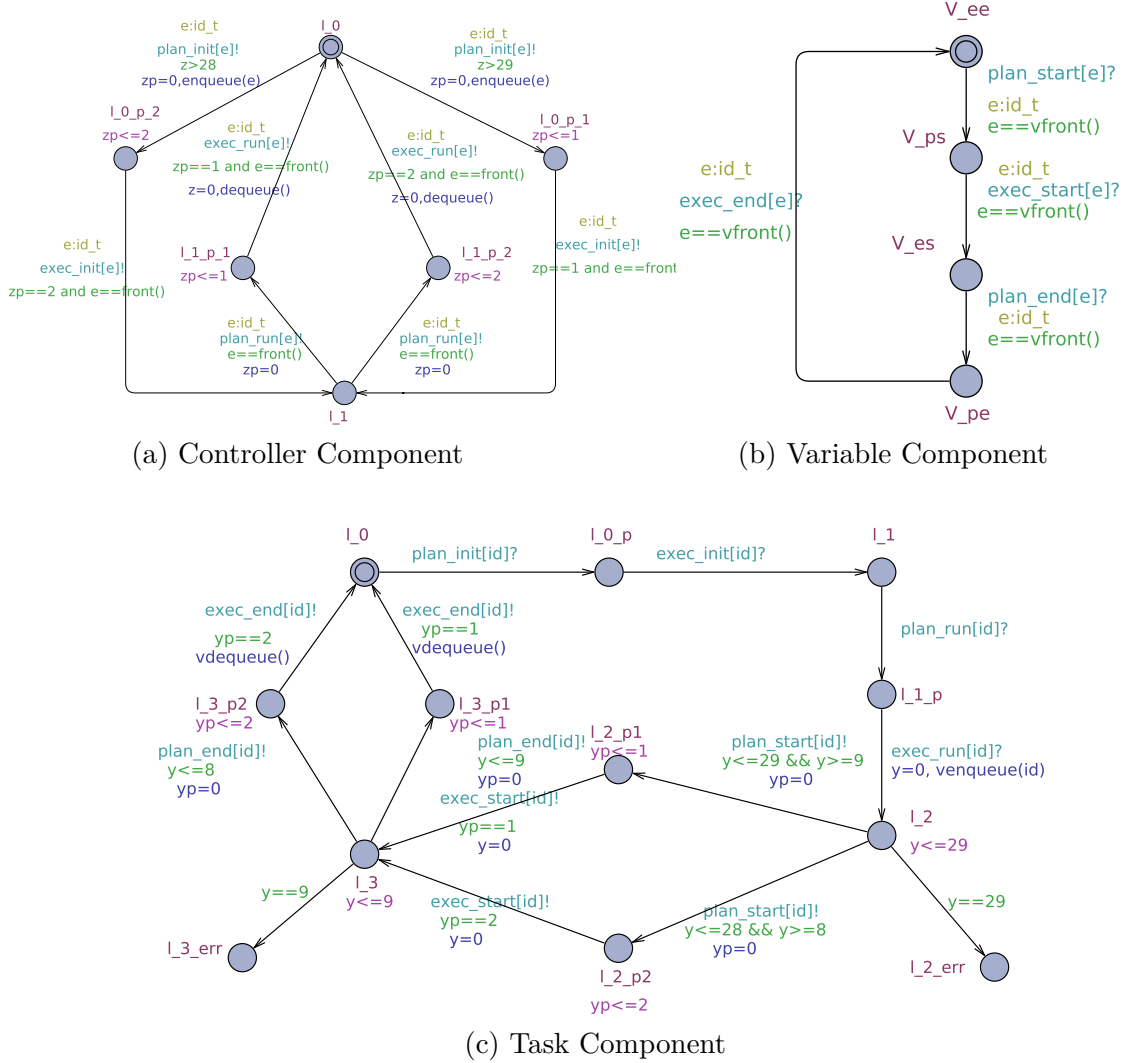 l_0
e:id_t
plan_init[e]!
z>28
zp=0,enqueue(e)
e:id_t
plan_init[e]!
z>29
zp=0,enqueue(e)
l_0_p_2
zp<=2
l_0_p_1
zp<=1
e:id_t
exec_run[e]!
zp==1 and e==front()
z=0,dequeue()
e:id_t
exec_run[e]!
zp==2 and e==front()
z=0,dequeue()
e:id_t
exec_init[e]!
zp==2 and e==front()
l_1_p_1
zp<=1
l_1_p_2
zp<=2
e:id_t
exec_init[e]!
zp==1 and e==front
e:id_t
plan_run[e]!
e==front()
zp=0
e:id_t
plan_run[e]!
e==front()
zp=0
l_1
(a) Controller Component
V_ee
plan_start[e]?
e:id_t
e==vfront()
V_ps
e:id_t
exec_end[e]?
e==vfront()
e:id_t
exec_start[e]?
e==vfront()
V_es
plan_end[e]?
e:id_t
e==vfront()
V_pe
(b) Variable Component
l_0
plan_init[id]?
l_0_p
exec_init[id]?
l_1
exec_end[id]!
yp==2
vdequeue()
exec_end[id]!
yp==1
vdequeue()
plan_run[id]?
l_3_p2
yp<=2
l_3_p1
yp<=1
l_1_p
plan_end[id]!
y<=8
yp=0
plan_end[id]!
y<=9
yp=0
l_2_p1
yp<=1
plan_start[id]!
y<=29 && y>=9
yp=0
exec_run[id]?
y=0, venqueue(id)
exec_start[id]!
yp==1
y=0
l_2
y<=29
l_3
y<=9
y==9
exec_start[id]!
yp==2
y=0
plan_start[id]!
y<=28 && y>=8
yp=0
y==29
l_3_err
l_2_p2
yp<=2
l_2_err
(c) Task Component